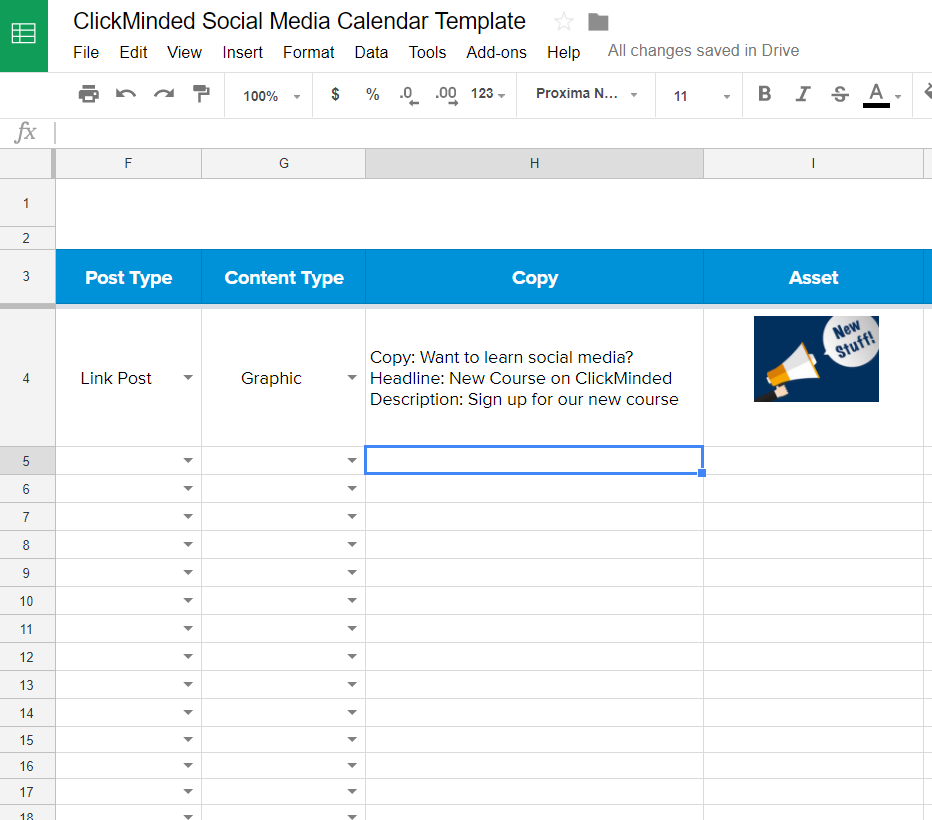 ClickMinded Social Media Calendar Template
File Edit View Insert Format Data Tools Add-ons Help All changes saved in Drive
100% $ % .0 .00 123 Proxima N... 11 B I S A
fx
F G H I
1
2
3 Post Type Content Type Copy Asset
New
Stuff!
Copy: Want to learn social media?
4 Link Post Graphic Headline: New Course on ClickMinded
Description: Sign up for our new course
5
6
7
8
9
10
11
12
13
14
15
16
17
18